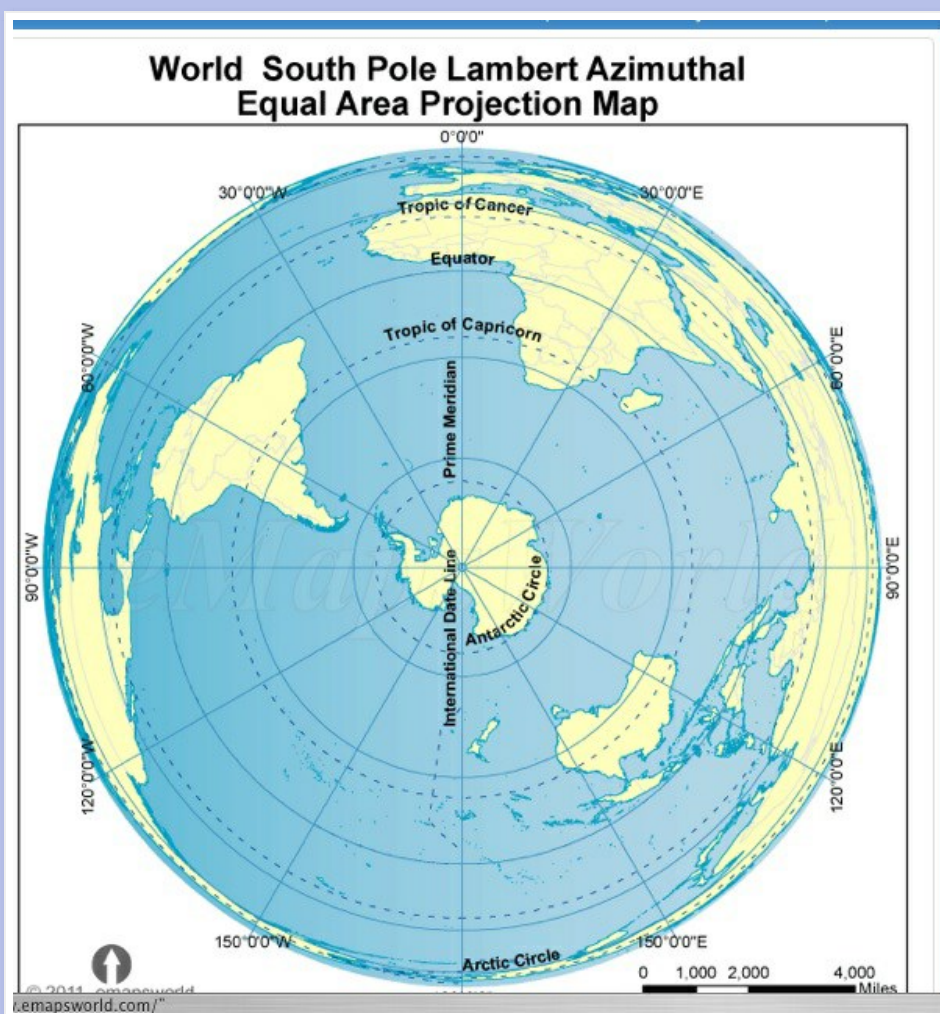 World South Pole Lambert Azimuthal
Equal Area Projection Map
0°0'0"
30°0'0"W
30°0'0"E
Tropic of Cancer
Equator
Tropic of Capricorn
60°0'0"W
60°0'0"E
Prime Meridian
eMaps World
90°0'0"W
90°0'0"E
International Date Line
Antarctic Circle
120°0'0"W
120°0'0"E
150°0'0"W
150°0'0"E
Arctic Circle
0 1,000 2,000 4,000
Miles
© 2011 emapsworld
.emapsworld.com/"